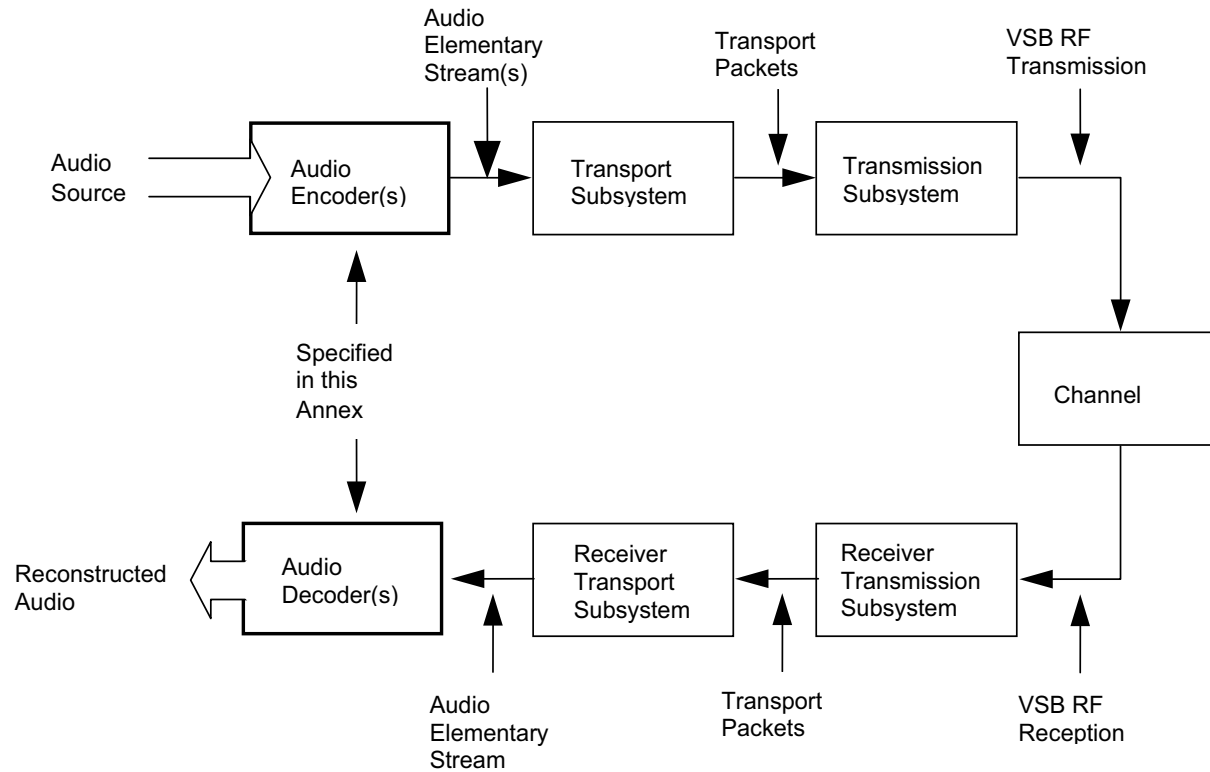 Audio
Elementary
Stream(s)
Transport
Packets
VSB RF
Transmission
Audio
Source
Audio
Encoder(s)
Transport
Subsystem
Transmission
Subsystem
Specified
in this
Annex
Channel
Reconstructed
Audio
Audio
Decoder(s)
Receiver
Transport
Subsystem
Receiver
Transmission
Subsystem
Audio
Elementary
Stream
Transport
Packets
VSB RF
Reception